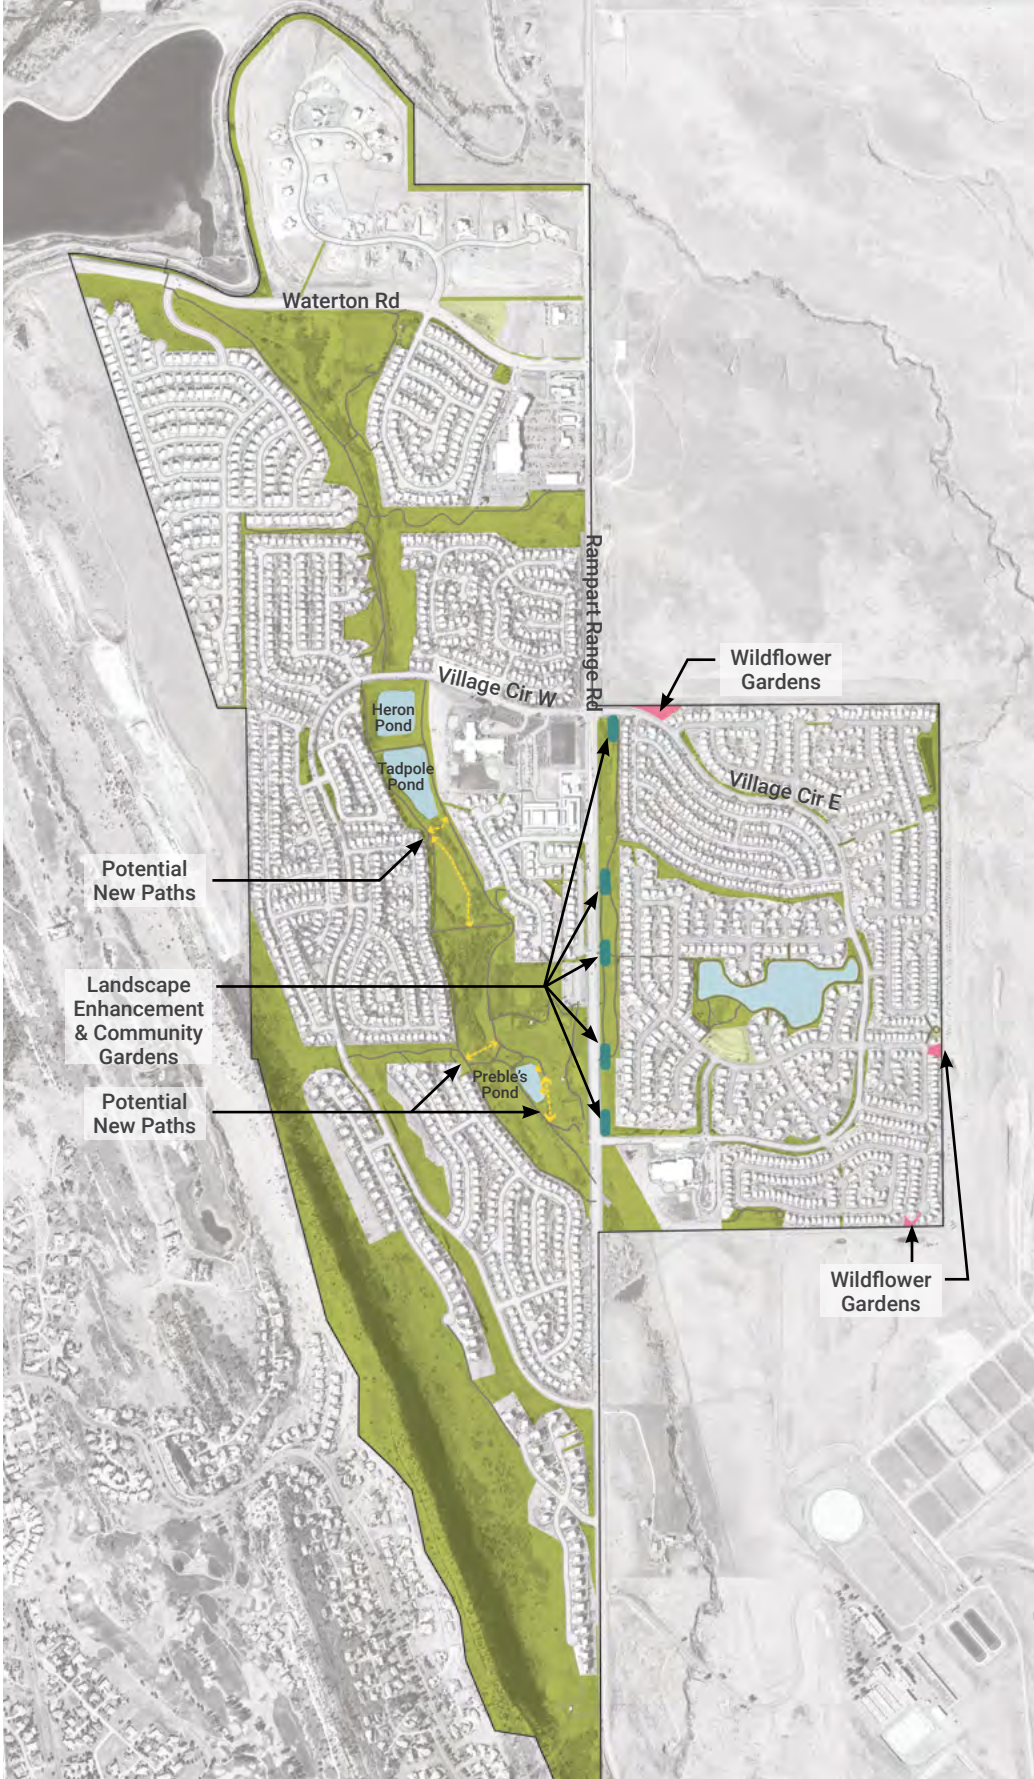 Waterton Rd
Rampart Range Rd
Wildflower
Gardens
Village Cir W
Heron
Pond
Tadpole
Pond
Village Cir E
Potential
New Paths
Landscape
Enhancement
& Community
Gardens
Preble's
Pond
Potential
New Paths
Wildflower
Gardens